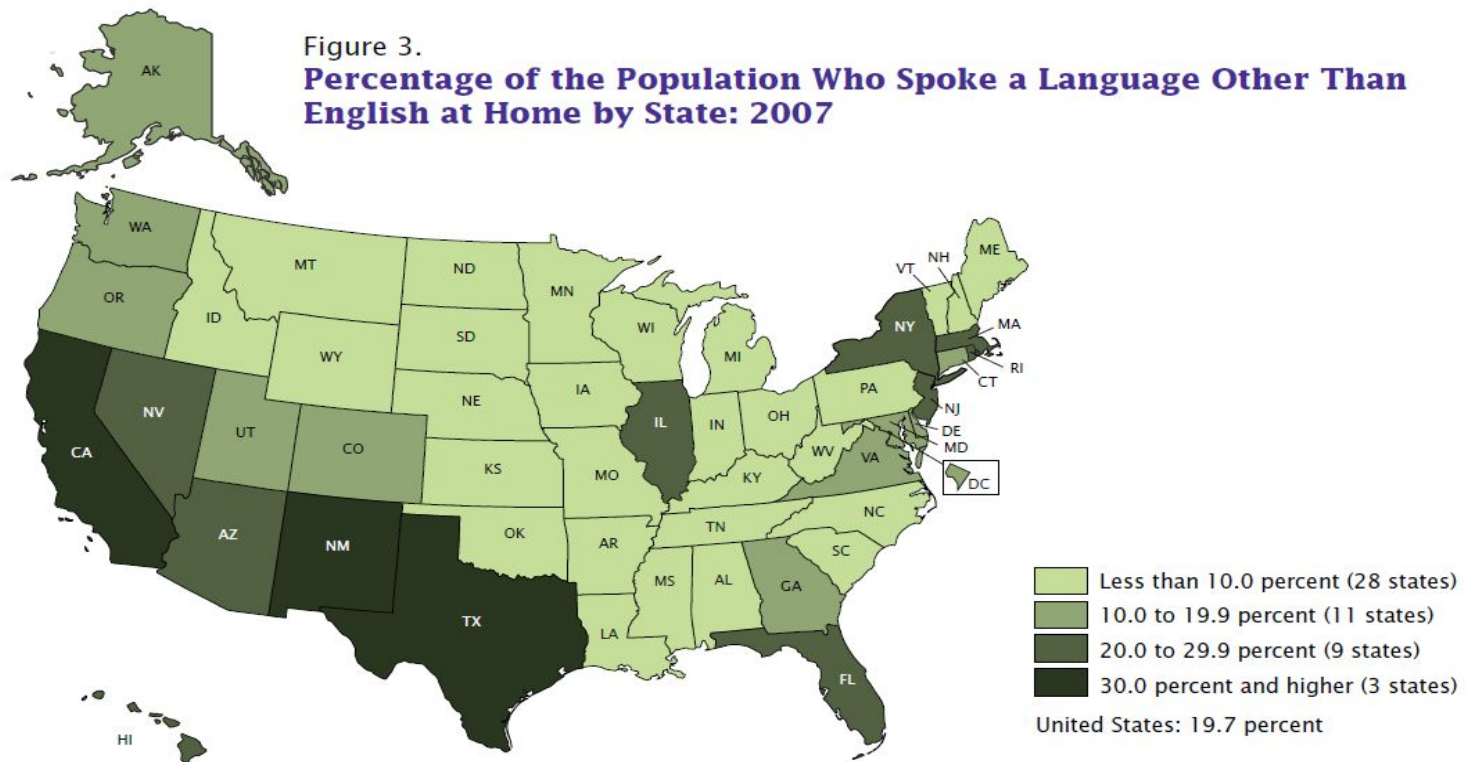 Figure 3.
Percentage of the Population Who Spoke a Language Other Than
English at Home by State: 2007
AK
WA
OR
ID
MT
WY
ND
SD
NE
KS
MN
IA
MO
WI
MI
IL
IN
OH
PA
NY
VT
NH
ME
MA
RI
CT
NJ
DE
MD
DC
CA
NV
UT
CO
AZ
NM
TX
OK
AR
LA
KY
WV
VA
TN
NC
SC
MS
AL
GA
FL
HI
Less than 10.0 percent (28 states)
10.0 to 19.9 percent (11 states)
20.0 to 29.9 percent (9 states)
30.0 percent and higher (3 states)
United States: 19.7 percent